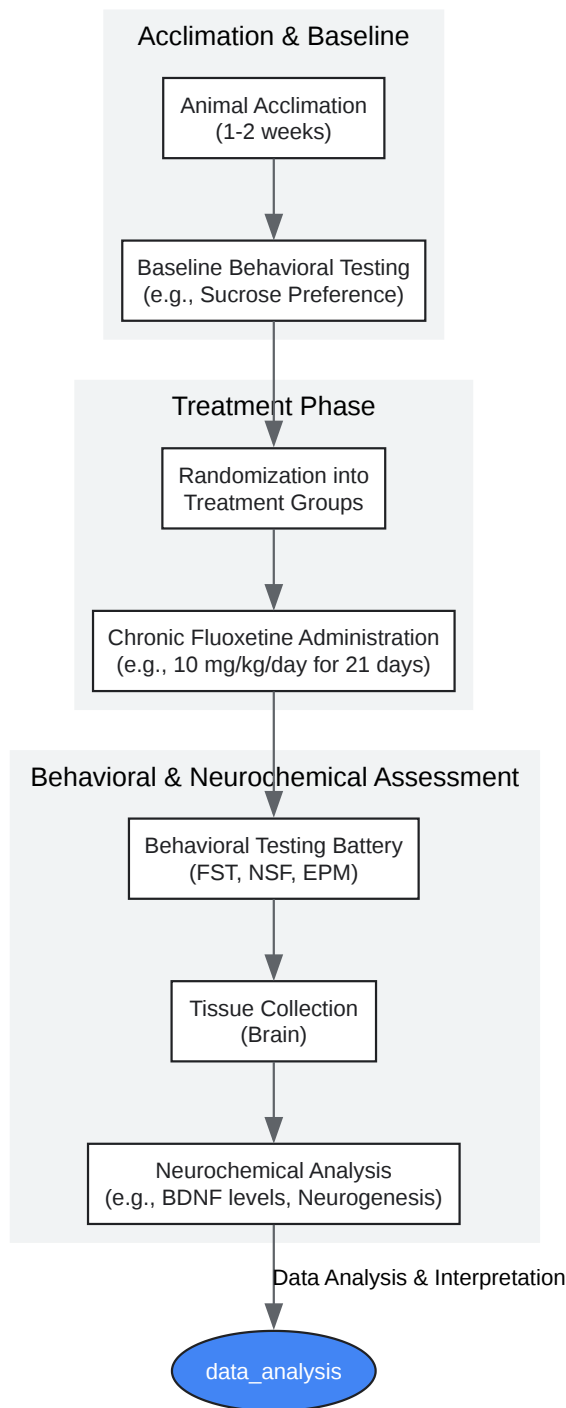 Acclimation & Baseline
Animal Acclimation
(1-2 weeks)
Baseline Behavioral Testing
(e.g., Sucrose Preference)
Treatment Phase
Randomization into
Treatment Groups
Chronic Fluoxetine Administration
(e.g., 10 mg/kg/day for 21 days)
Behavioral & Neurochemical Assessment
Behavioral Testing Battery
(FST, NSF, EPM)
Tissue Collection
(Brain)
Neurochemical Analysis
(e.g., BDNF levels, Neurogenesis)
Data Analysis & Interpretation
data_analysis